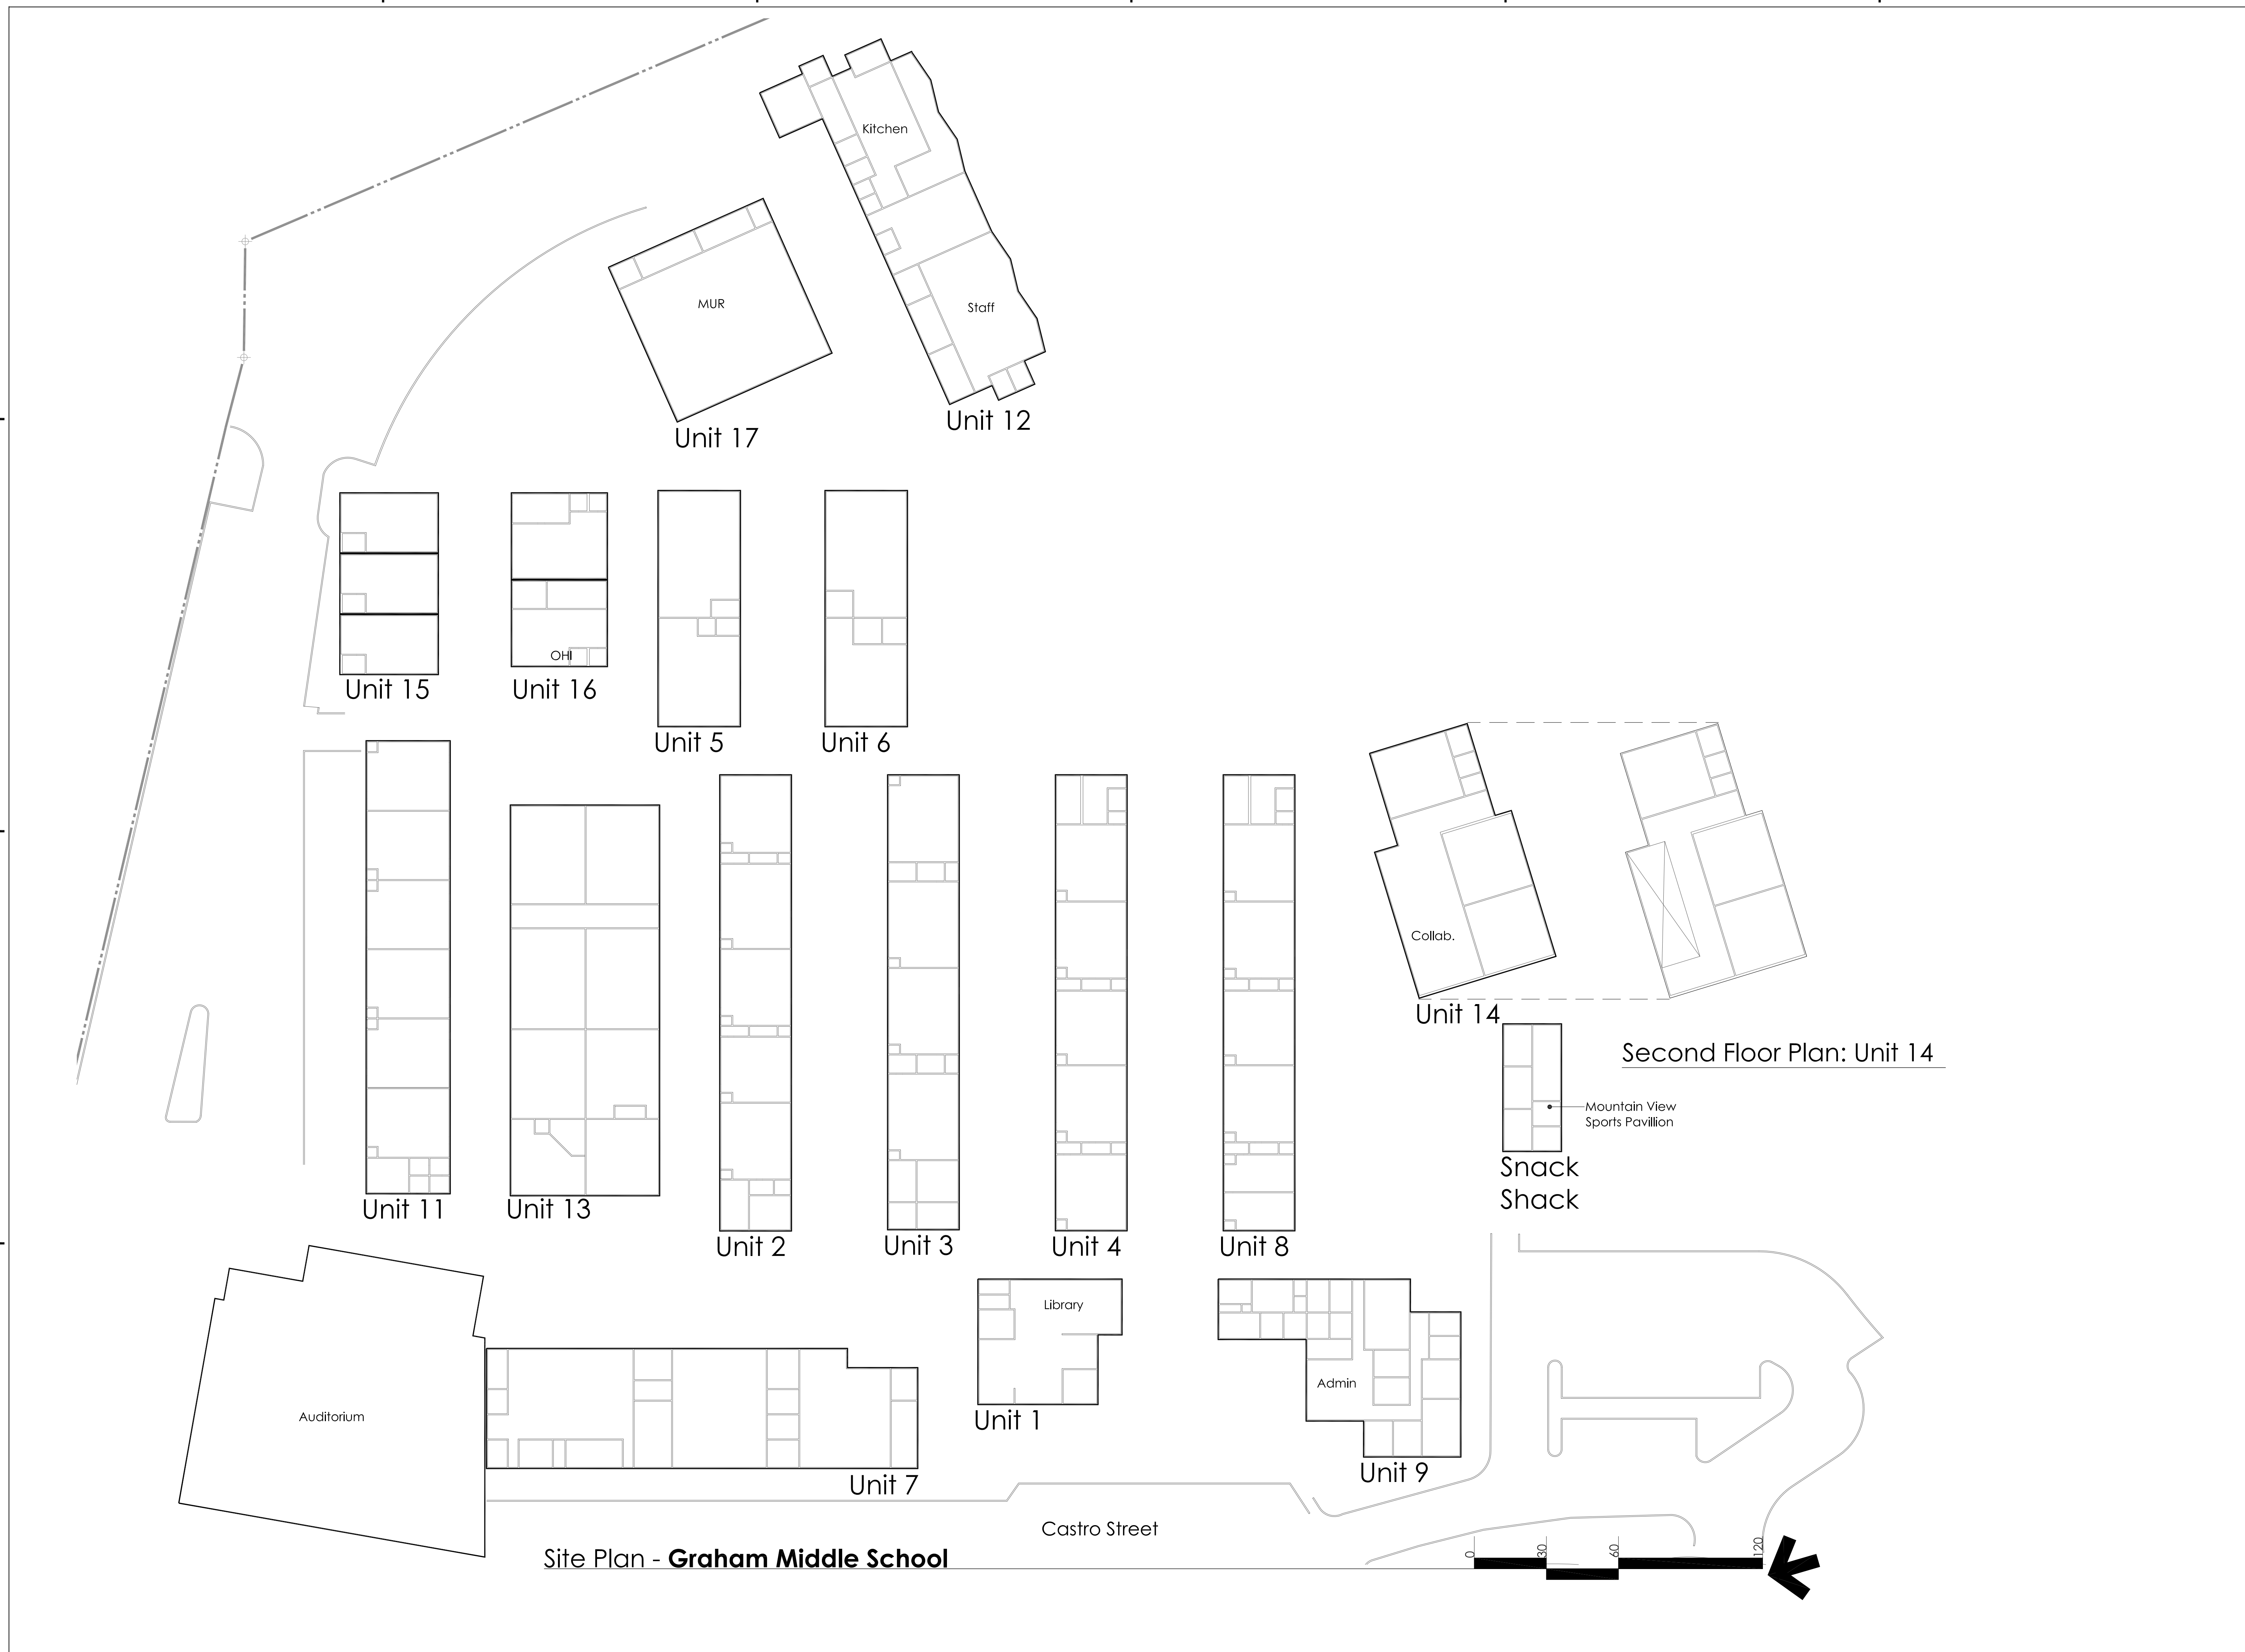 Kitchen
MUR
Staff
Unit 12
Unit 17
OHI
Unit 15
Unit 16
Unit 5
Unit 6
Collab.
Unit 14
Second Floor Plan: Unit 14
Mountain View
Sports Pavillion
Snack
Shack
Unit 11
Unit 13
Unit 2
Unit 3
Unit 4
Unit 8
Library
Admin
Auditorium
Unit 1
Unit 9
Unit 7
Castro Street
Site Plan - Graham Middle School
0 30 60 120